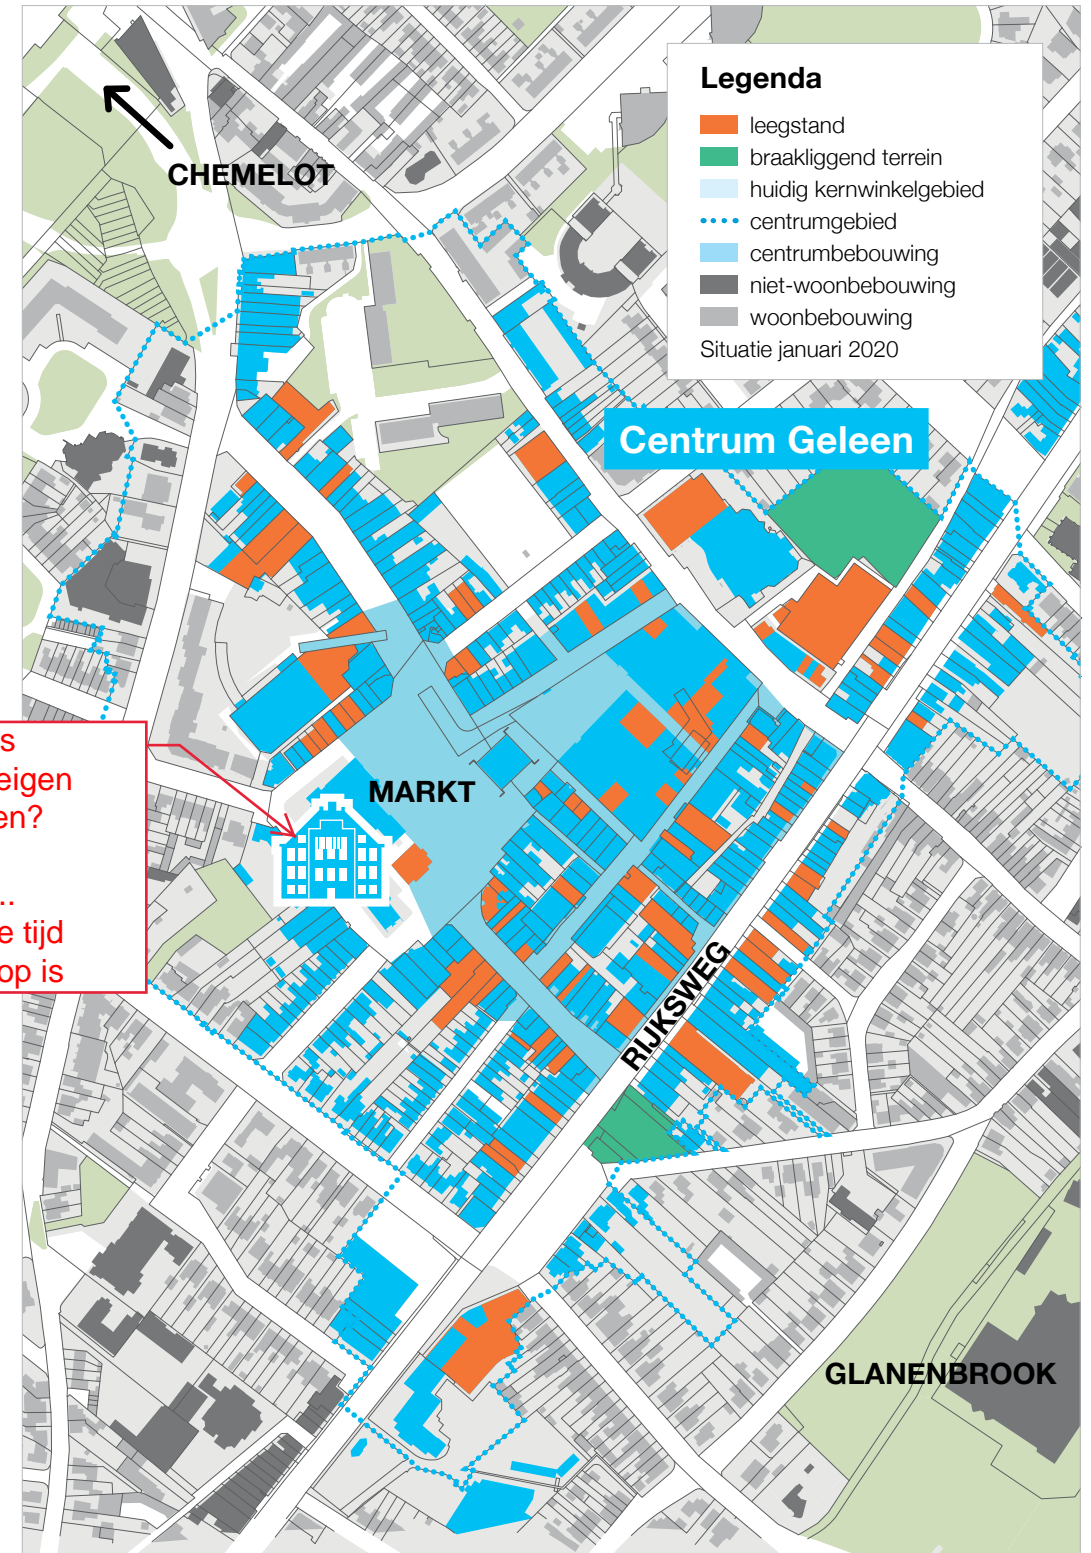 Legenda
leegstand
braakliggend terrein
huidig kernwinkelgebied
centrumgebied
centrumbebouwing
niet-woonbebouwing
woonbebouwing
Situatie januari 2020
CHEMELOT
Centrum Geleen
s
eigen
en?
MARKT
..
e tijd
op is
RIJKSWEG
GLANENBROOK